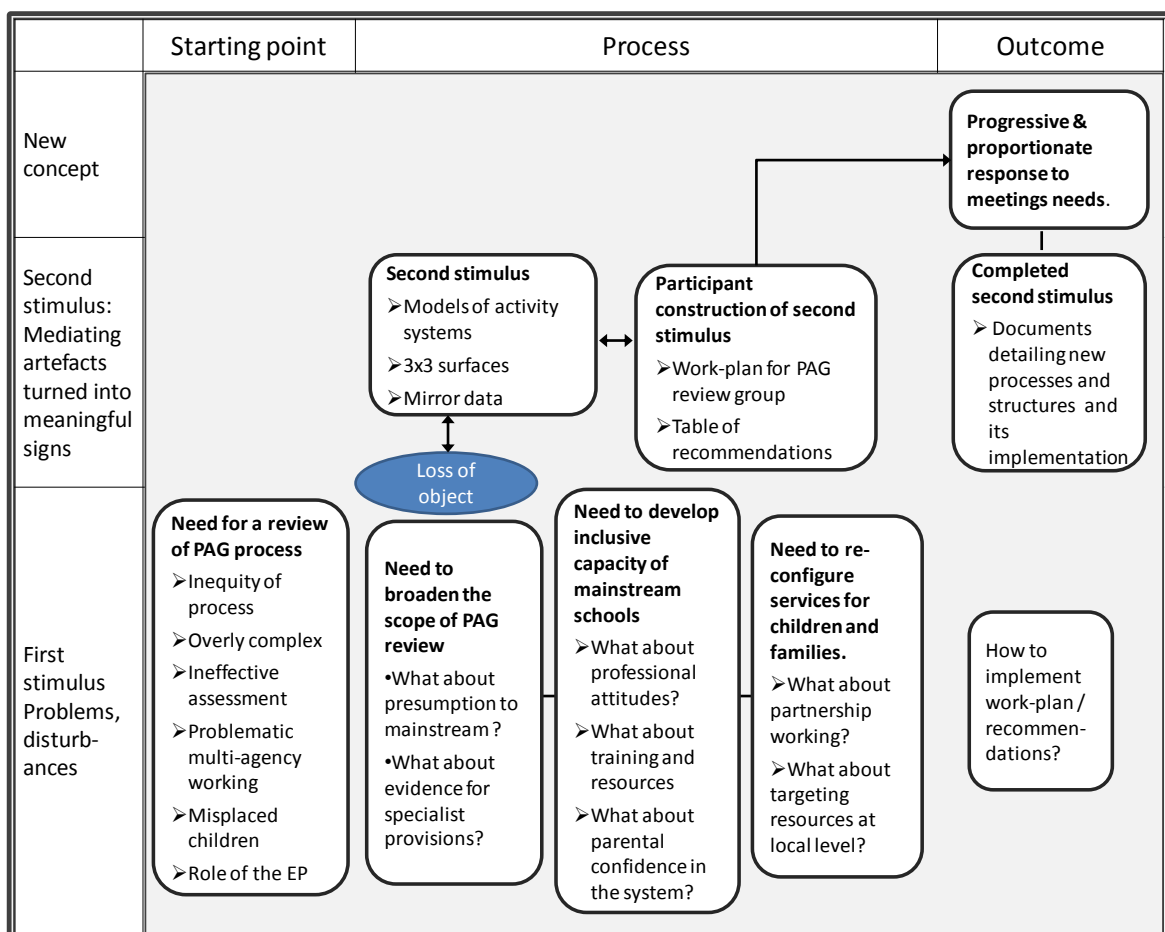 Starting point
Process
Outcome
New
concept
Progressive &
proportionate
response to
meetings needs.
Second
stimulus:
Mediating
artefacts
turned into
meaningful
signs
Second stimulus
➢Models of activity
systems
➢3x3 surfaces
➢Mirror data
Participant
construction of second
stimulus
➢Work-plan for PAG
review group
➢Table of
recommendations
Completed
second stimulus
➢ Documents
detailing new
processes and
structures and
its
implementation
Loss of
object
First
stimulus
Problems,
disturb-
ances
Need for a review
of PAG process
➢Inequity of
process
➢Overly complex
➢Ineffective
assessment
➢Problematic
multi-agency
working
➢Misplaced
children
➢Role of the EP
Need to
broaden the
scope of PAG
review
•What about
presumption to
mainstream ?
•What about
evidence for
specialist
provisions?
Need to develop
inclusive
capacity of
mainstream
schools
➢What about
professional
attitudes?
➢What about
training and
resources
➢What about
parental
confidence in
the system?
Need to re-
configure
services for
children and
families.
➢What about
partnership
working?
➢What about
targeting
resources at
local level?
How to
implement
work-plan /
recommen-
dations?